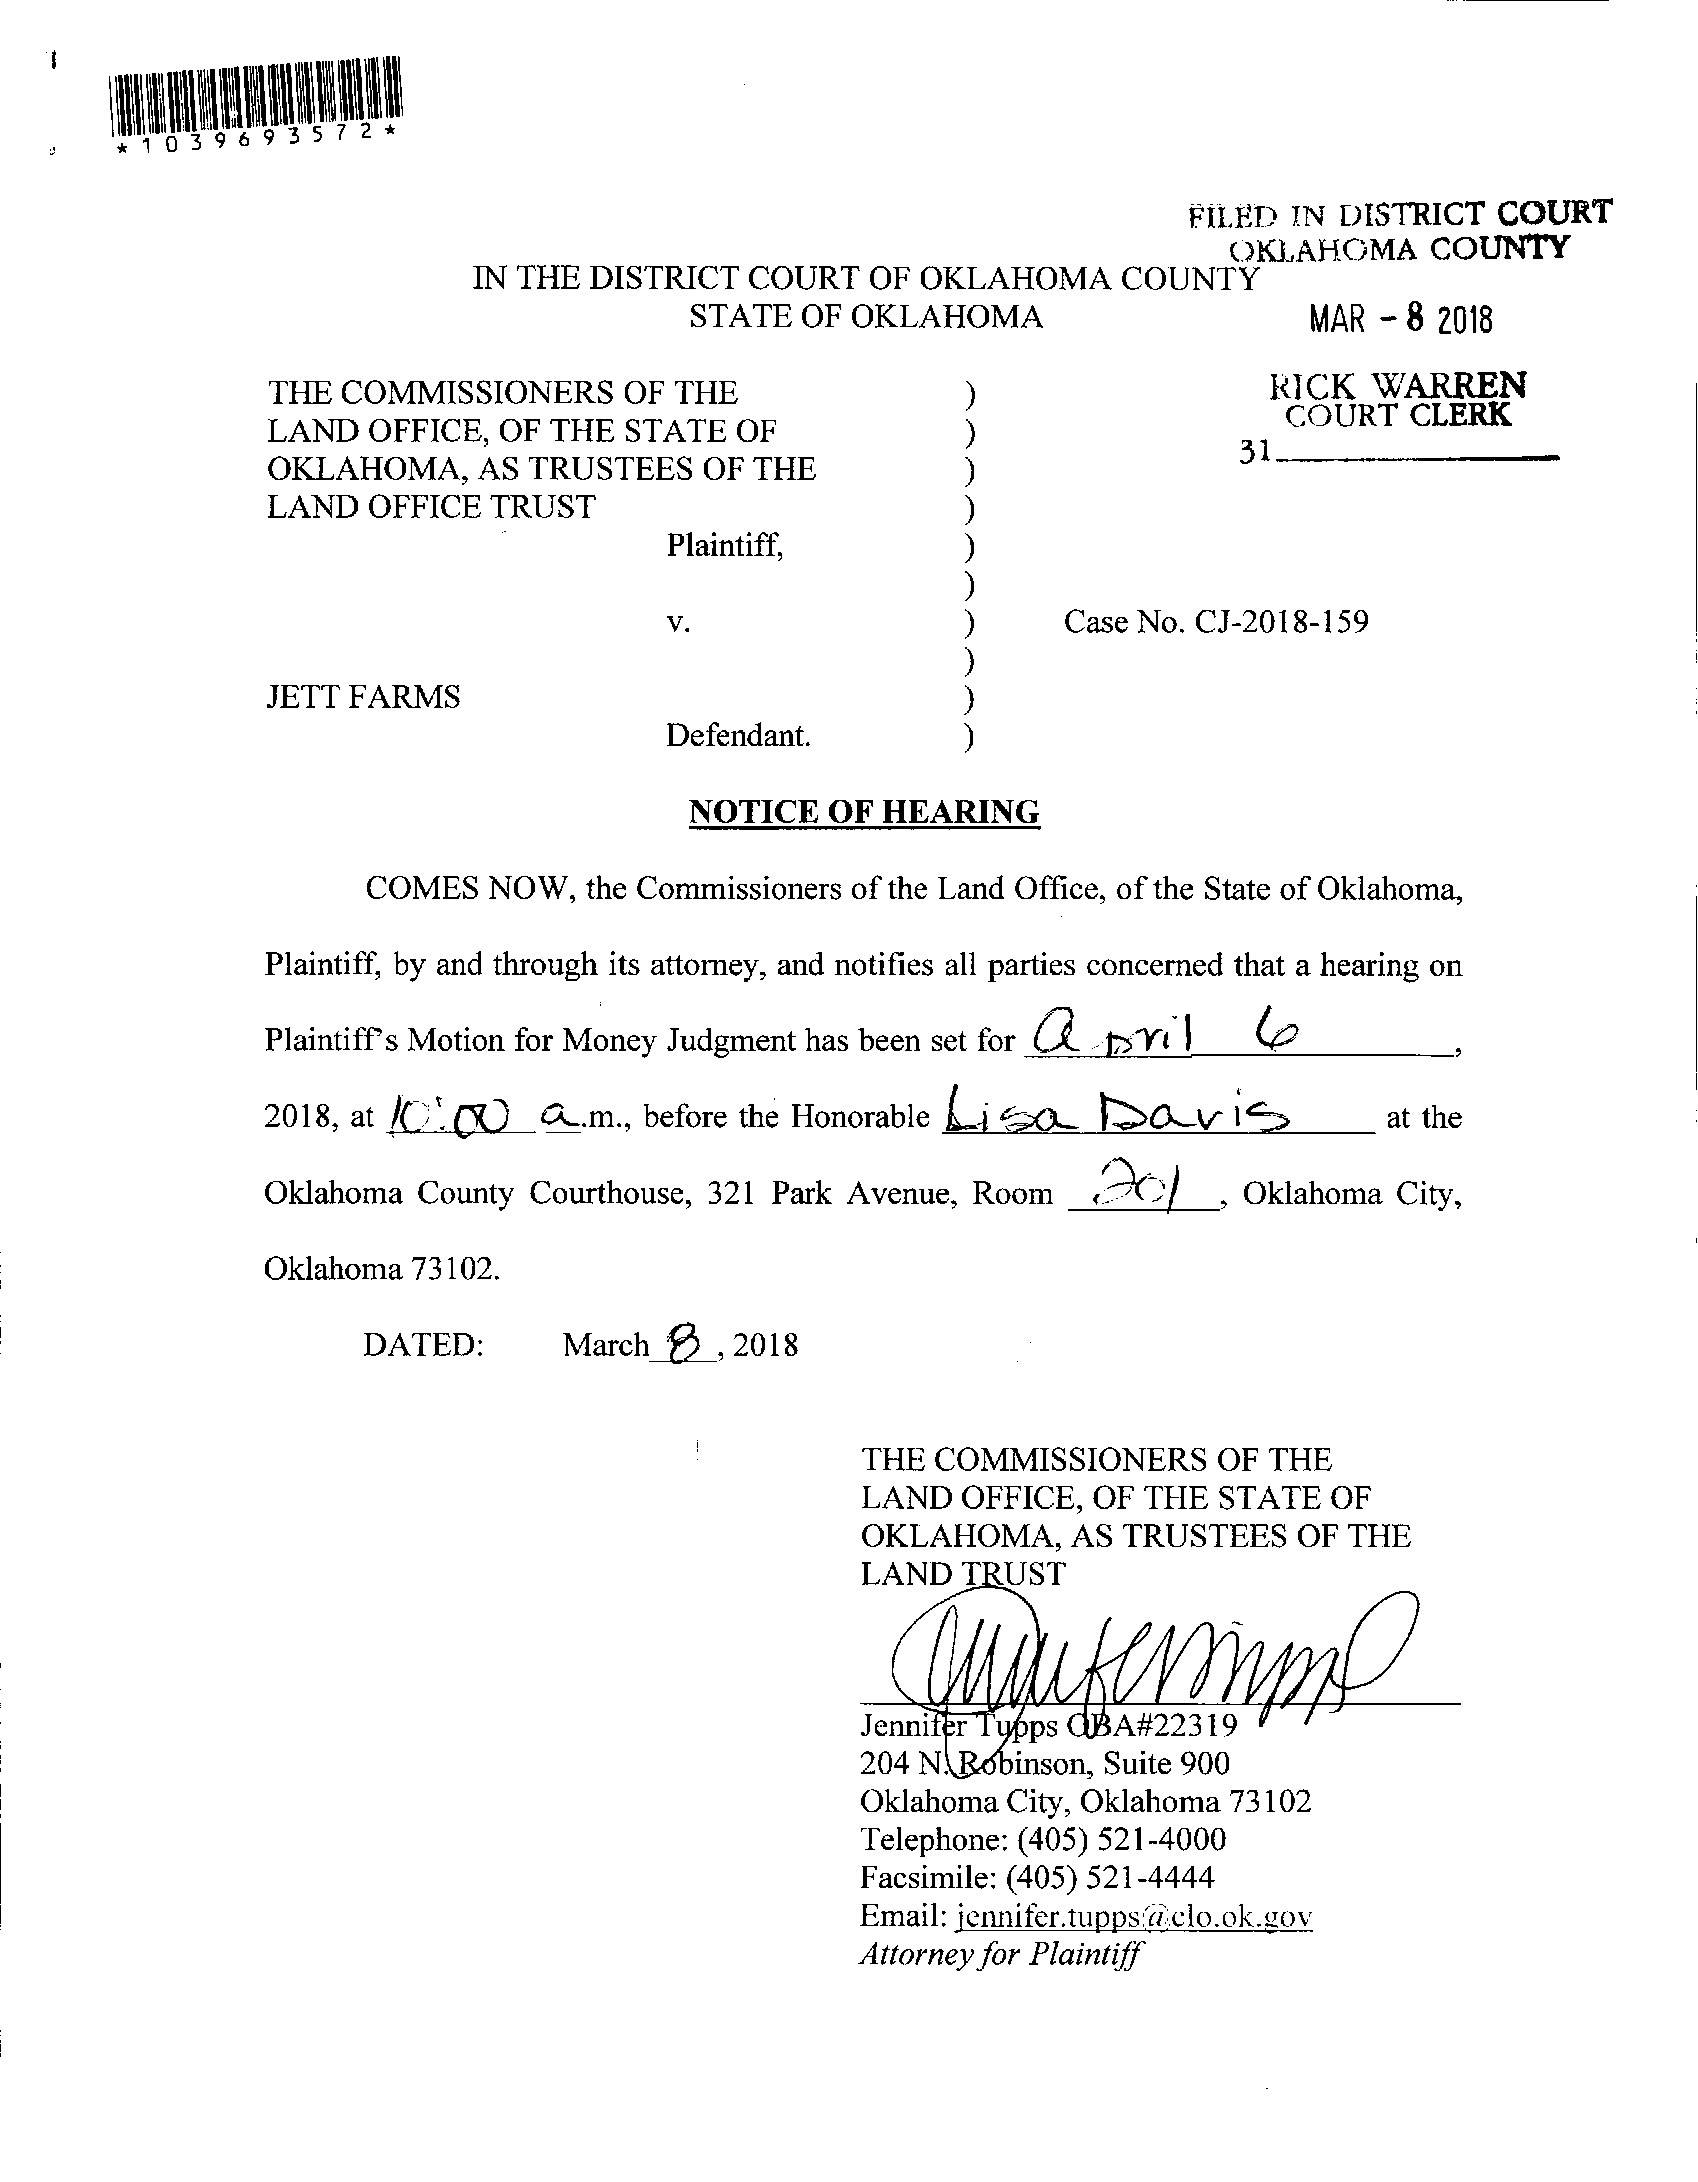 *1039693572*
FILED IN DISTRICT COURT
OKLAHOMA COUNTY
IN THE DISTRICT COURT OF OKLAHOMA COUNTY
STATE OF OKLAHOMA
MAR - 8 2018
RICK WARREN
COURT CLERK
31
THE COMMISSIONERS OF THE )
LAND OFFICE, OF THE STATE OF )
OKLAHOMA, AS TRUSTEES OF THE )
LAND OFFICE TRUST )
Plaintiff, )
)
v. ) Case No. CJ-2018-159
)
JETT FARMS )
Defendant. )
NOTICE OF HEARING
COMES NOW, the Commissioners of the Land Office, of the State of Oklahoma,
Plaintiff, by and through its attorney, and notifies all parties concerned that a hearing on
Plaintiff's Motion for Money Judgment has been set for April 6,
2018, at 10:00 a.m., before the Honorable Lisa Davis at the
Oklahoma County Courthouse, 321 Park Avenue, Room 201, Oklahoma City,
Oklahoma 73102.
DATED: March 8, 2018
THE COMMISSIONERS OF THE
LAND OFFICE, OF THE STATE OF
OKLAHOMA, AS TRUSTEES OF THE
LAND TRUST
Jennifer Tupps OBA#22319
204 N. Robinson, Suite 900
Oklahoma City, Oklahoma 73102
Telephone: (405) 521-4000
Facsimile: (405) 521-4444
Email: jennifer.tupps@clo.ok.gov
Attorney for Plaintiff